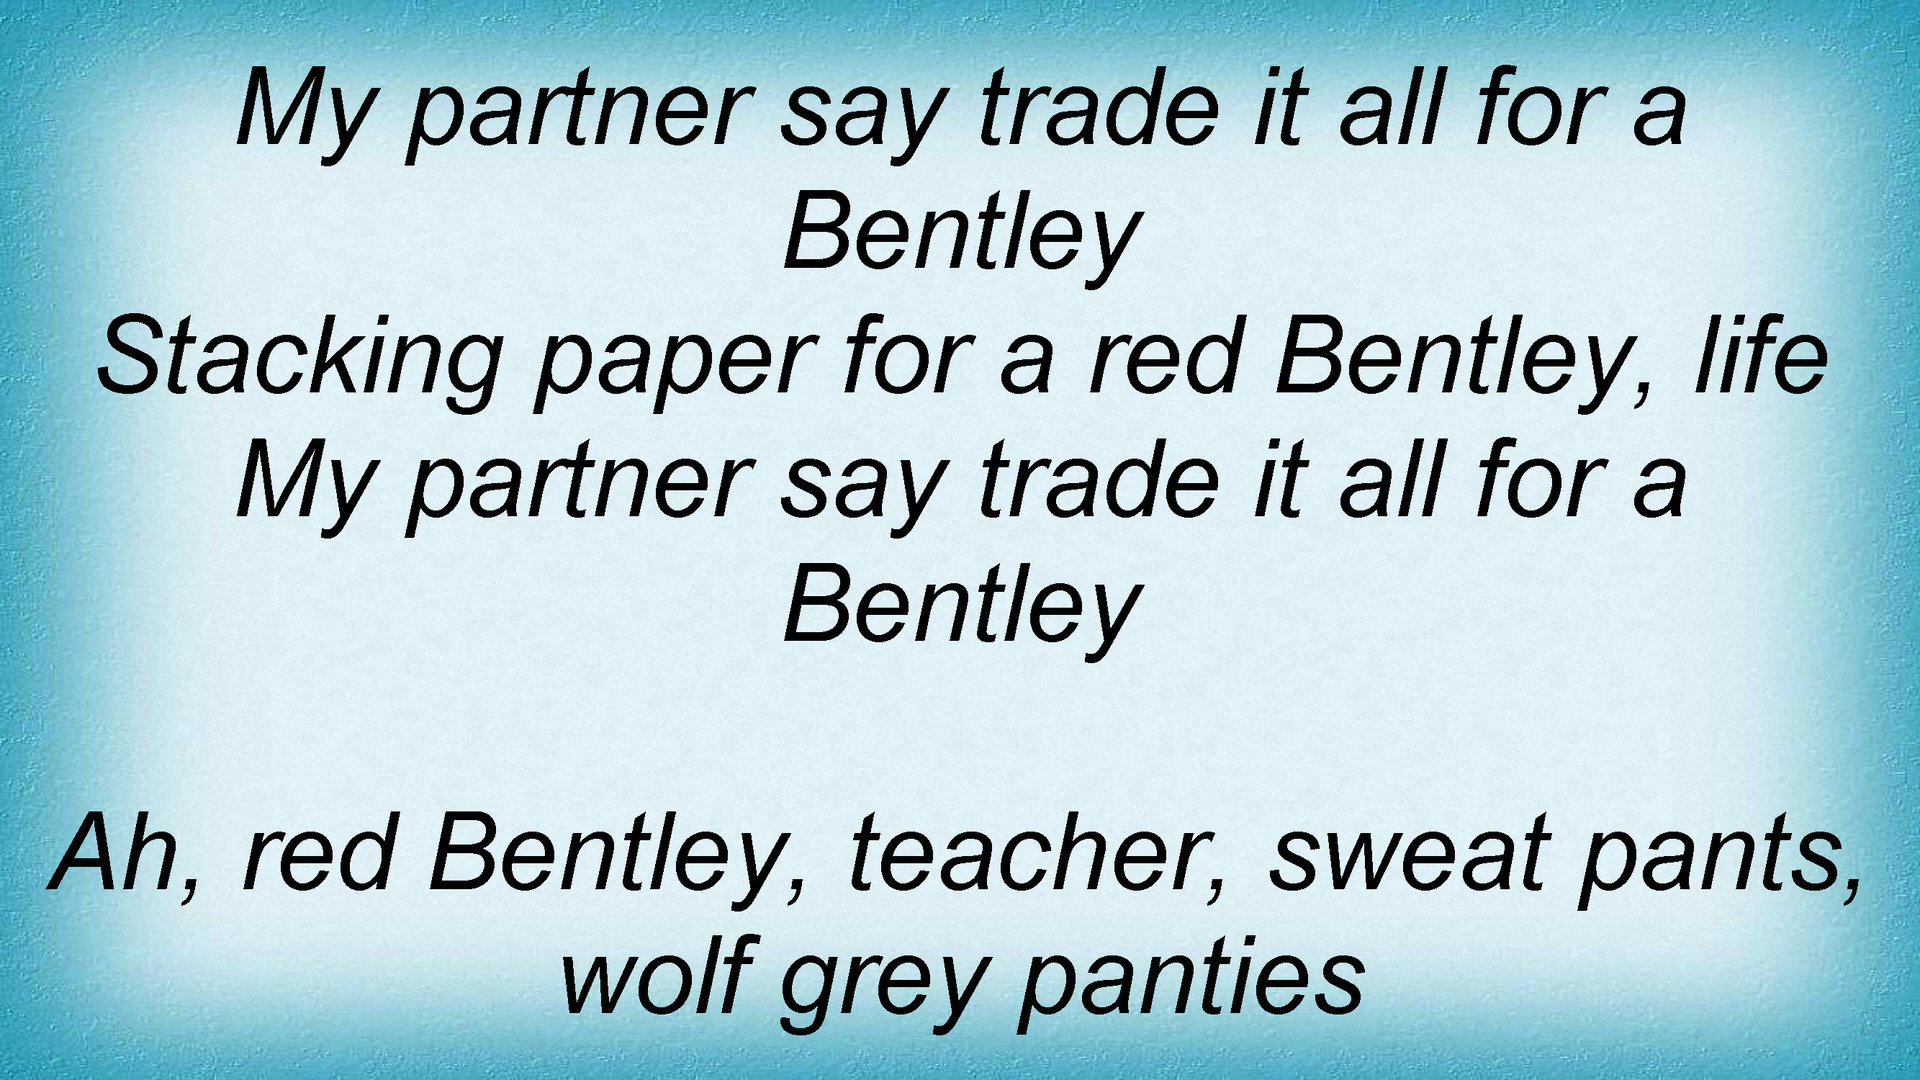 My partner say trade it all for a
Bentley
Stacking paper for a red Bentley, life
My partner say trade it all for a
Bentley
Ah, red Bentley, teacher, sweat pants,
wolf grey panties